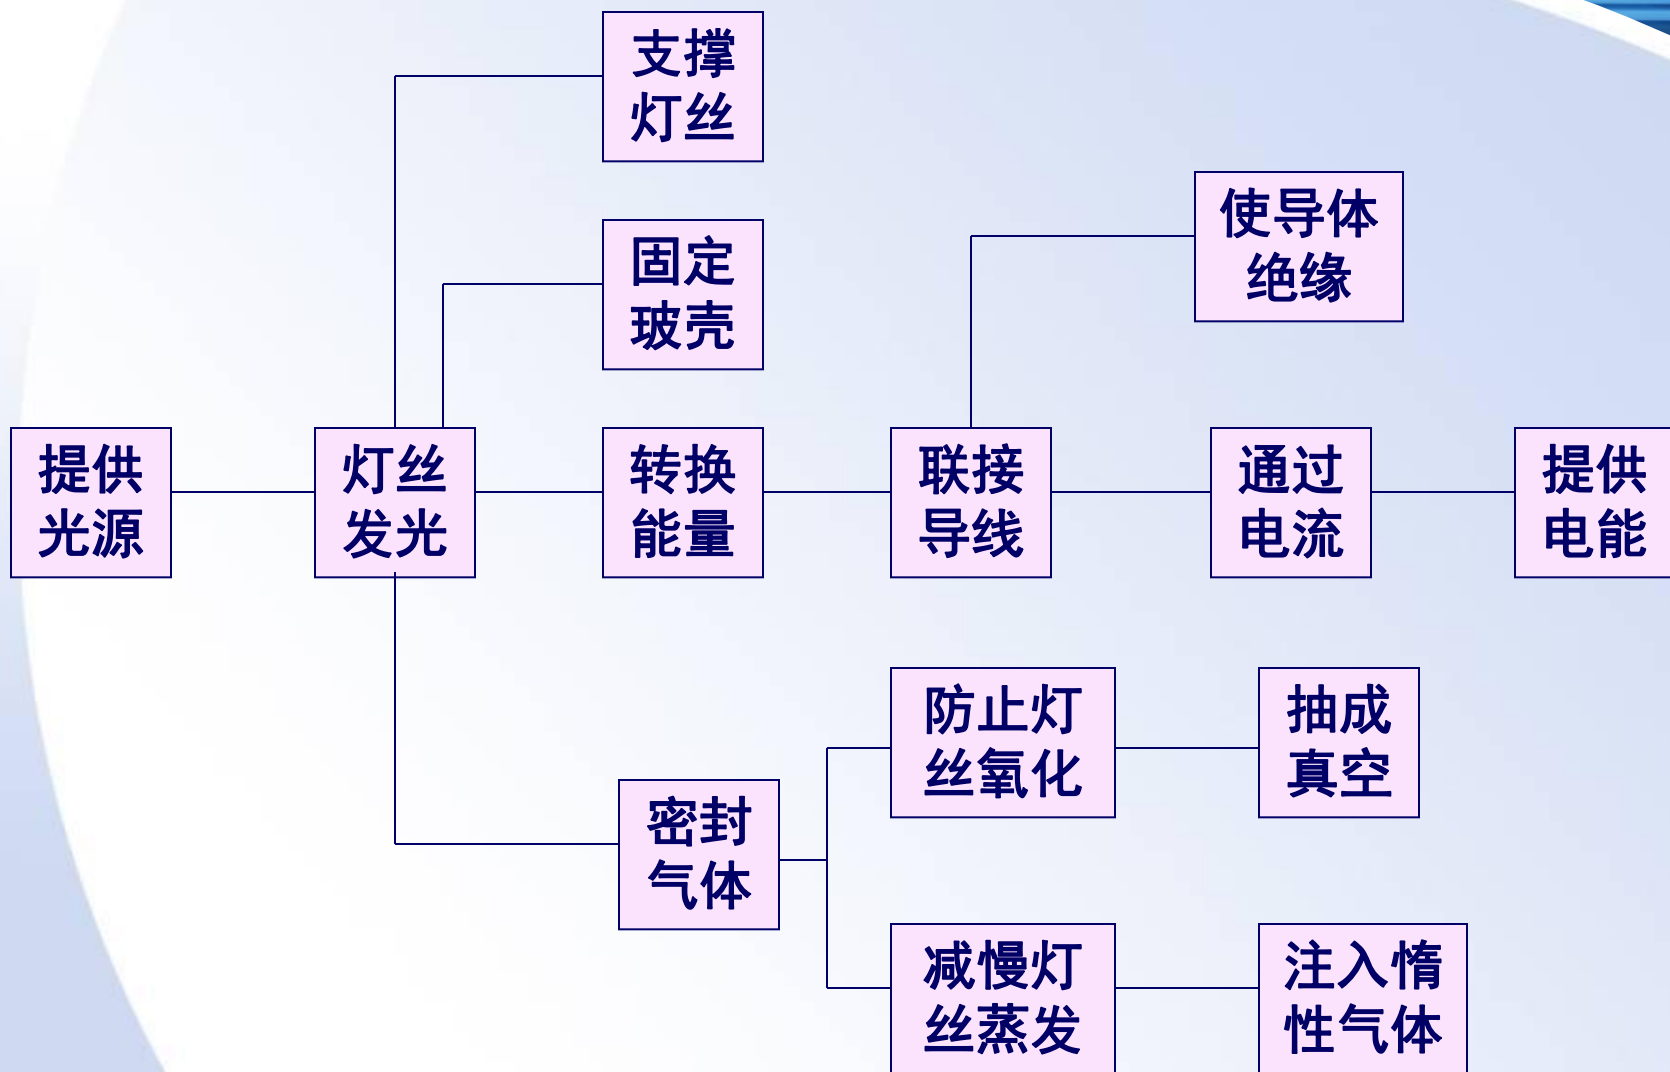 支撑
灯丝
使导体
绝缘
固定
玻壳
提供
光源
灯丝
发光
转换
能量
联接
导线
通过
电流
提供
电能
防止灯
丝氧化
抽成
真空
密封
气体
减慢灯
丝蒸发
注入惰
性气体